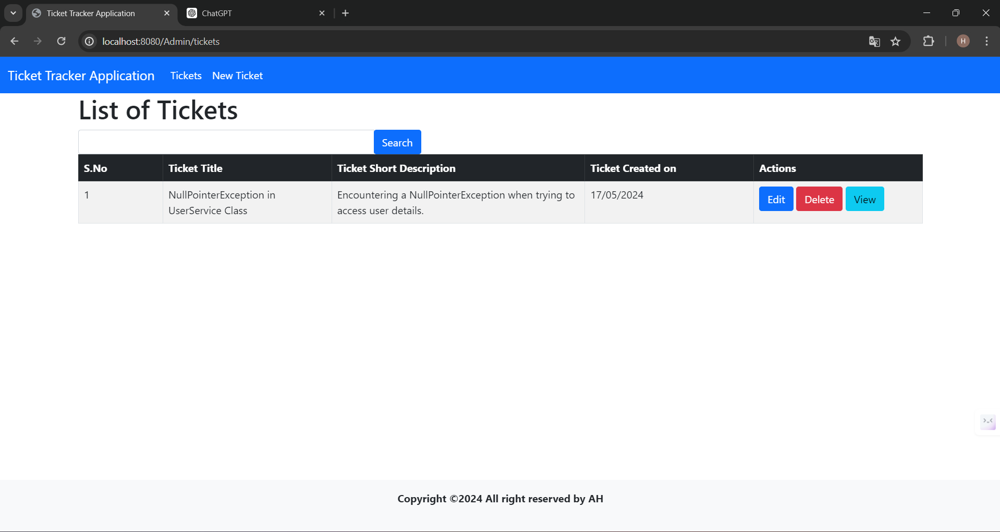 Ticket Tracker Application
ChatGPT
localhost:8080/Admin/tickets
H
Ticket Tracker Application Tickets New Ticket
List of Tickets
Search
S.No Ticket Title Ticket Short Description Ticket Created on Actions
1 NullPointerException in Encountering a NullPointerException when trying to 17/05/2024 Edit Delete View
UserService Class access user details.
Copyright ©2024 All right reserved by AH